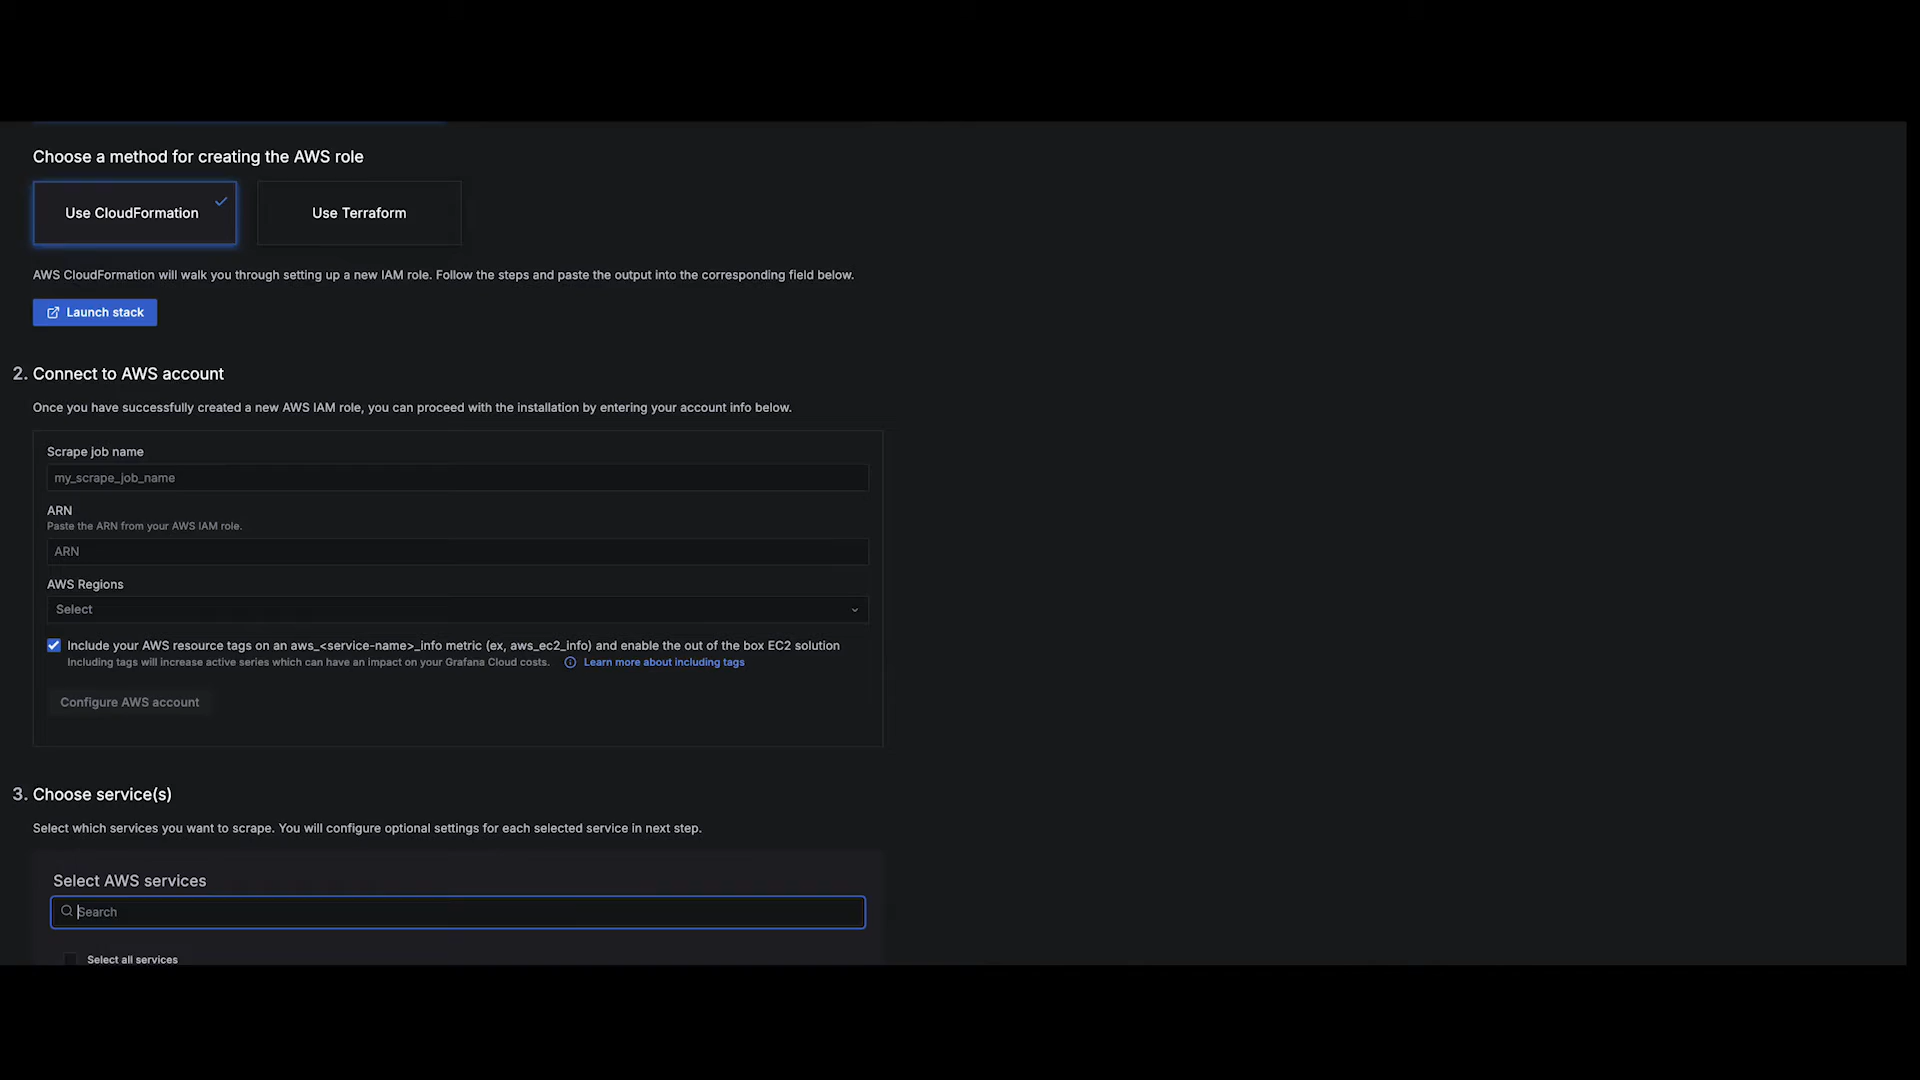 Choose a method for creating the AWS role
Use CloudFormation
Use Terraform
AWS CloudFormation will walk you through setting up a new IAM role. Follow the steps and paste the output into the corresponding field below.
Launch stack
2. Connect to AWS account
Once you have successfully created a new AWS IAM role, you can proceed with the installation by entering your account info below.
Scrape job name
my_scrape_job_name
ARN
Paste the ARN from your AWS IAM role.
ARN
AWS Regions
Select
Include your AWS resource tags on an aws_<service-name>_info metric (ex, aws_ec2_info) and enable the out of the box EC2 solution
Including tags will increase active series which can have an impact on your Grafana Cloud costs. Learn more about including tags
Configure AWS account
3. Choose service(s)
Select which services you want to scrape. You will configure optional settings for each selected service in next step.
Select AWS services
Search
Select all services